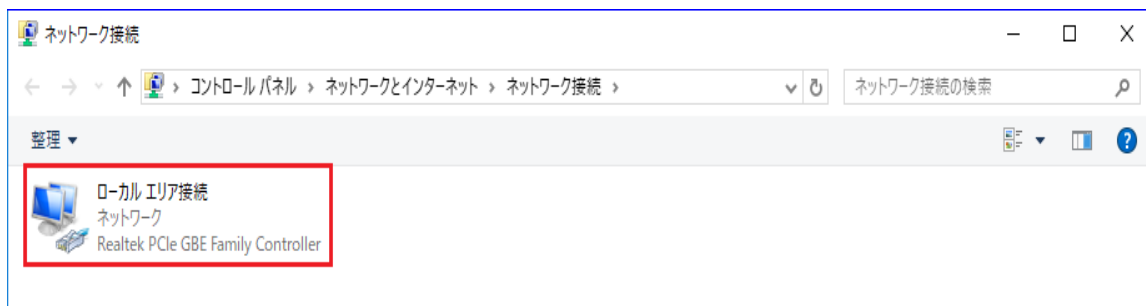 ネットワーク接続
コントロール パネル › ネットワークとインターネット › ネットワーク接続 ›
ネットワーク接続の検索
整理
ローカル エリア接続
ネットワーク
Realtek PCIe GBE Family Controller